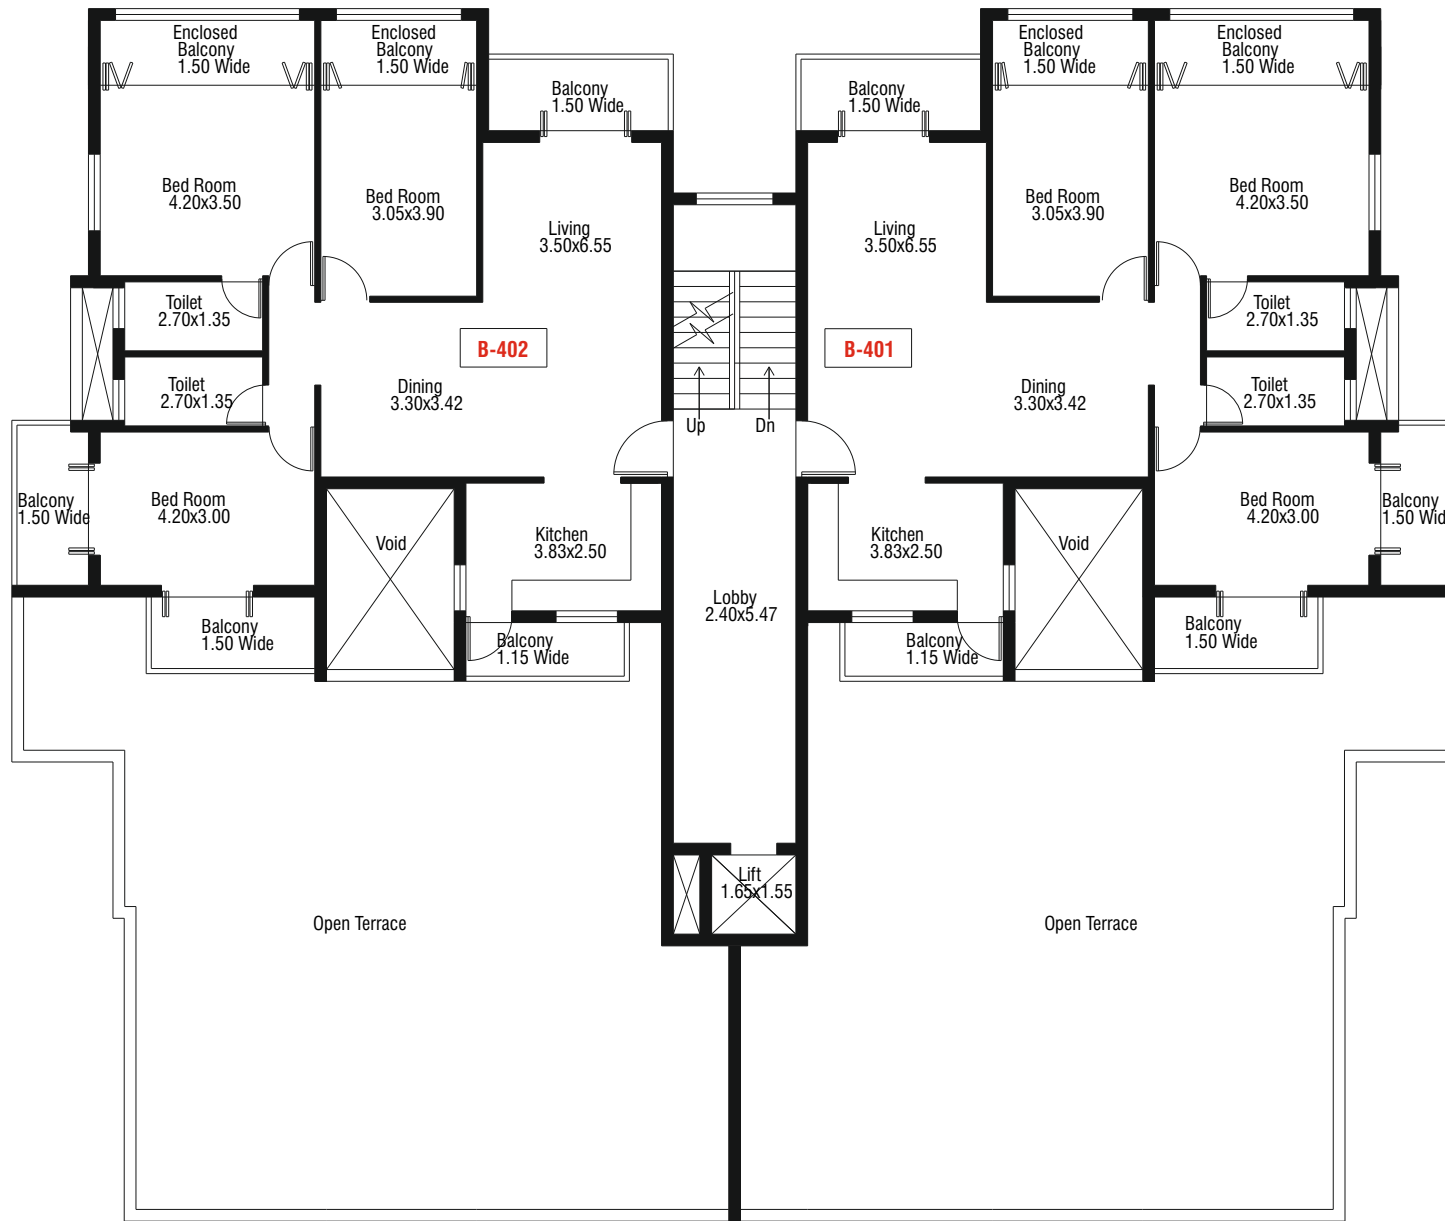 Enclosed
Balcony
1.50 Wide
Enclosed
Balcony
1.50 Wide
Balcony
1.50 Wide
Bed Room
4.20x3.50
Bed Room
3.05x3.90
Living
3.50x6.55
Toilet
2.70x1.35
B-402
Toilet
2.70x1.35
Dining
3.30x3.42
Balcony
1.50 Wide
Bed Room
4.20x3.00
Void
Kitchen
3.83x2.50
Balcony
1.50 Wide
Balcony
1.15 Wide
Open Terrace
Up
Dn
Lobby
2.40x5.47
Lift
1.65x1.55
Balcony
1.50 Wide
Enclosed
Balcony
1.50 Wide
Enclosed
Balcony
1.50 Wide
Living
3.50x6.55
Bed Room
3.05x3.90
Bed Room
4.20x3.50
B-401
Toilet
2.70x1.35
Dining
3.30x3.42
Toilet
2.70x1.35
Kitchen
3.83x2.50
Void
Bed Room
4.20x3.00
Balcony
1.50 Wid
Balcony
1.15 Wide
Balcony
1.50 Wide
Open Terrace